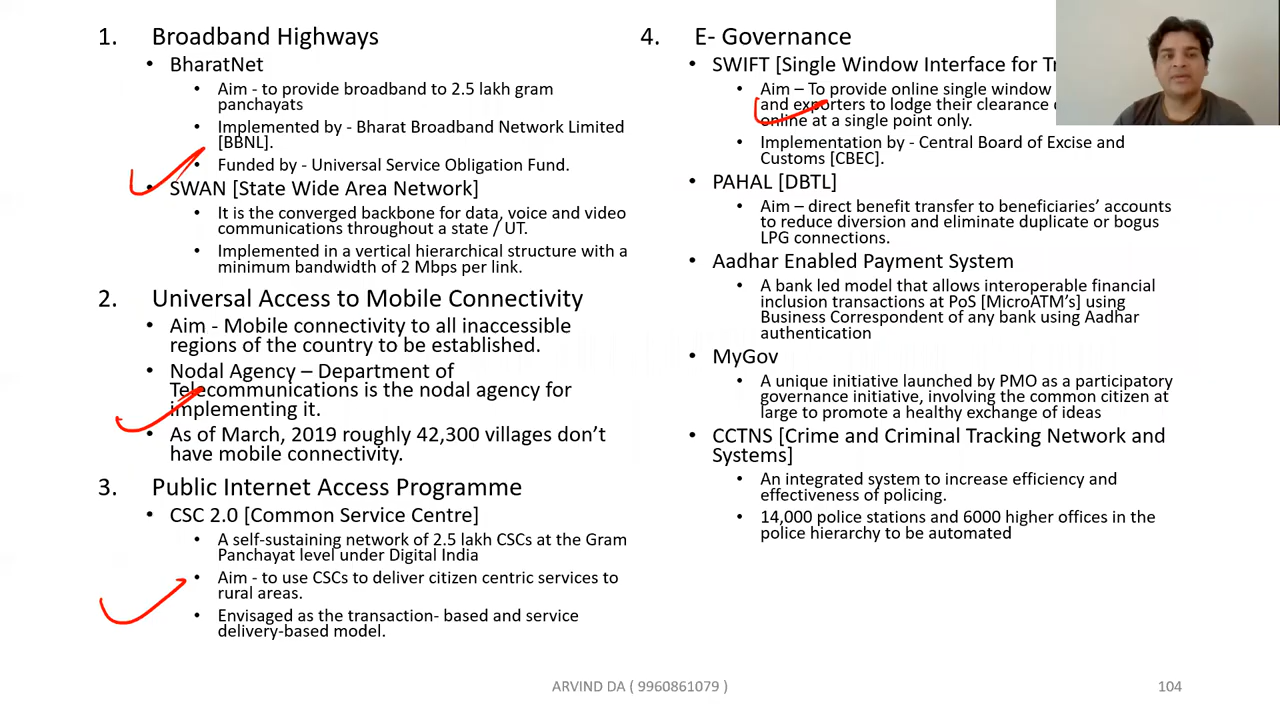 1. Broadband Highways
• BharatNet
• Aim - to provide broadband to 2.5 lakh gram
panchayats
• Implemented by - Bharat Broadband Network Limited
[BBNL].
• Funded by - Universal Service Obligation Fund.
• SWAN [State Wide Area Network]
• It is the converged backbone for data, voice and video
communications throughout a state / UT.
• Implemented in a vertical hierarchical structure with a
minimum bandwidth of 2 Mbps per link.
2. Universal Access to Mobile Connectivity
• Aim - Mobile connectivity to all inaccessible
regions of the country to be established.
• Nodal Agency – Department of
Telecommunications is the nodal agency for
implementing it.
• As of March, 2019 roughly 42,300 villages don’t
have mobile connectivity.
3. Public Internet Access Programme
• CSC 2.0 [Common Service Centre]
• A self-sustaining network of 2.5 lakh CSCs at the Gram
Panchayat level under Digital India
• Aim - to use CSCs to deliver citizen centric services to
rural areas.
• Envisaged as the transaction- based and service
delivery-based model.
4. E- Governance
• SWIFT [Single Window Interface for
• Aim – To provide online single window
and exporters to lodge their clearance
online at a single point only.
• Implementation by - Central Board of Excise and
Customs [CBEC].
• PAHAL [DBTL]
• Aim – direct benefit transfer to beneficiaries’ accounts
to reduce diversion and eliminate duplicate or bogus
LPG connections.
• Aadhar Enabled Payment System
• A bank led model that allows interoperable financial
inclusion transactions at PoS [MicroATM’s] using
Business Correspondent of any bank using Aadhar
authentication
• MyGov
• A unique initiative launched by PMO as a participatory
governance initiative, involving the common citizen at
large to promote a healthy exchange of ideas
• CCTNS [Crime and Criminal Tracking Network and
Systems]
• An integrated system to increase efficiency and
effectiveness of policing.
• 14,000 police stations and 6000 higher offices in the
police hierarchy to be automated
ARVIND DA ( 9960861079 )
104